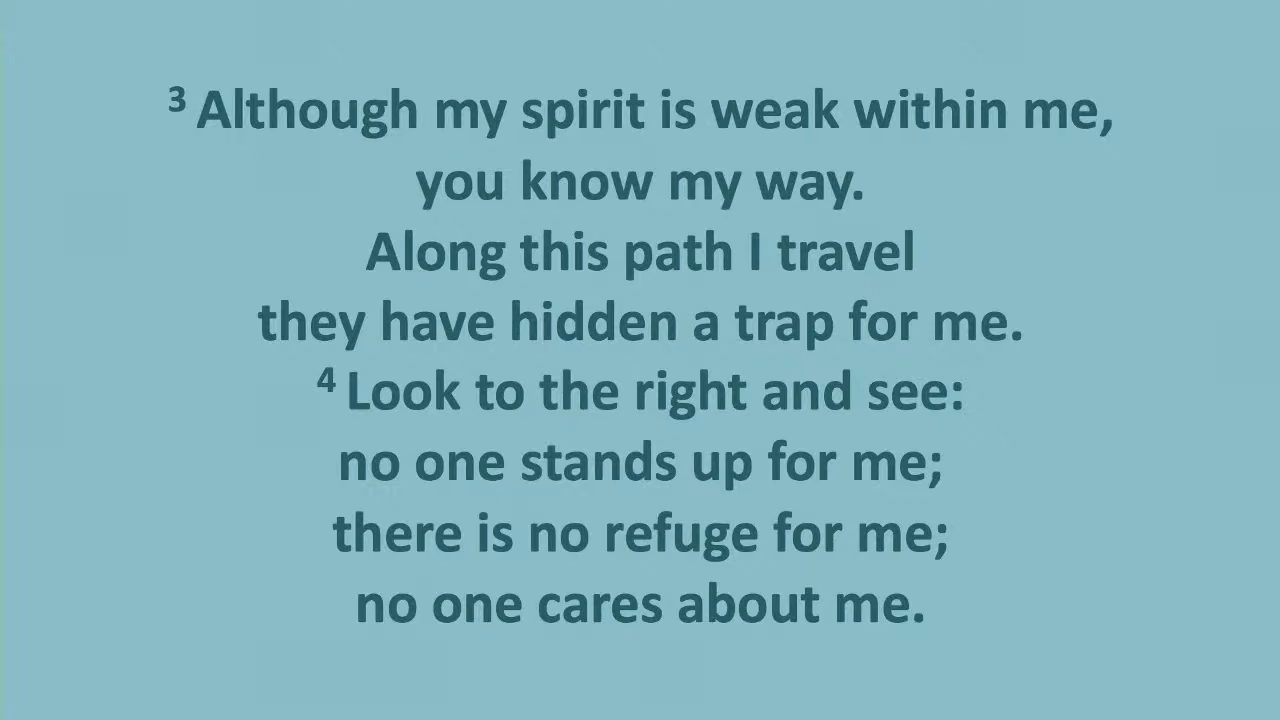 3 Although my spirit is weak within me,
you know my way.
Along this path I travel
they have hidden a trap for me.
4 Look to the right and see:
no one stands up for me;
there is no refuge for me;
no one cares about me.